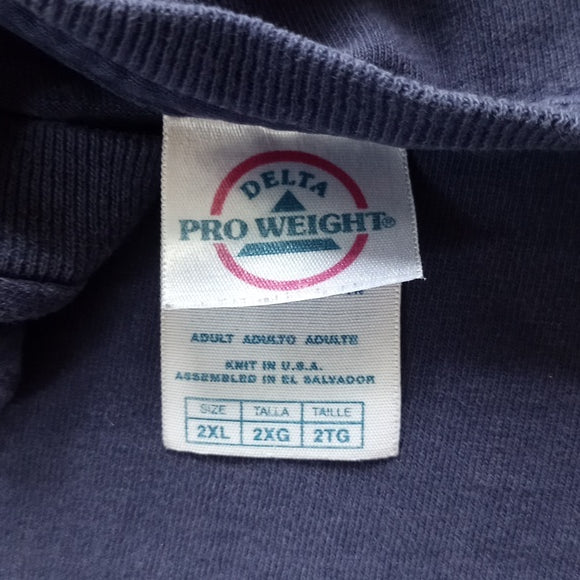 DELTA
PRO WEIGHT®
ADULT ADULTO ADULTE
KNIT IN U.S.A.
ASSEMBLED IN EL SALVADOR
SIZE TALLA TAILLE
2XL 2XG 2TG